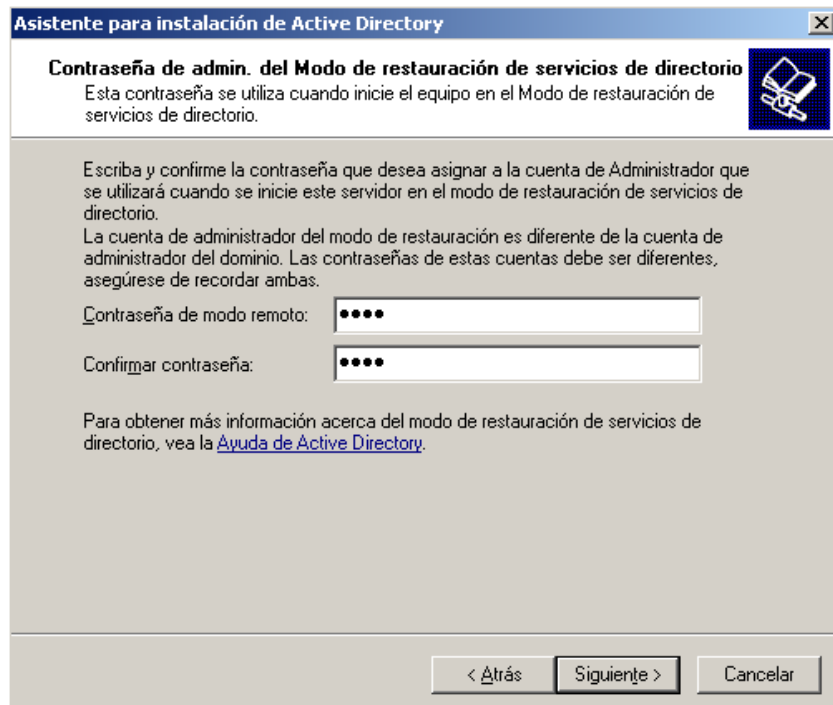 Asistente para instalación de Active Directory
Contraseña de admin. del Modo de restauración de servicios de directorio
Esta contraseña se utiliza cuando inicie el equipo en el Modo de restauración de
servicios de directorio.
Escriba y confirme la contraseña que desea asignar a la cuenta de Administrador que
se utilizará cuando se inicie este servidor en el modo de restauración de servicios de
directorio.
La cuenta de administrador del modo de restauración es diferente de la cuenta de
administrador del dominio. Las contraseñas de estas cuentas debe ser diferentes,
asegúrese de recordar ambas.
Contraseña de modo remoto: ••••
Confirmar contraseña: ••••
Para obtener más información acerca del modo de restauración de servicios de
directorio, vea la Ayuda de Active Directory.
< Atrás Siguiente > Cancelar